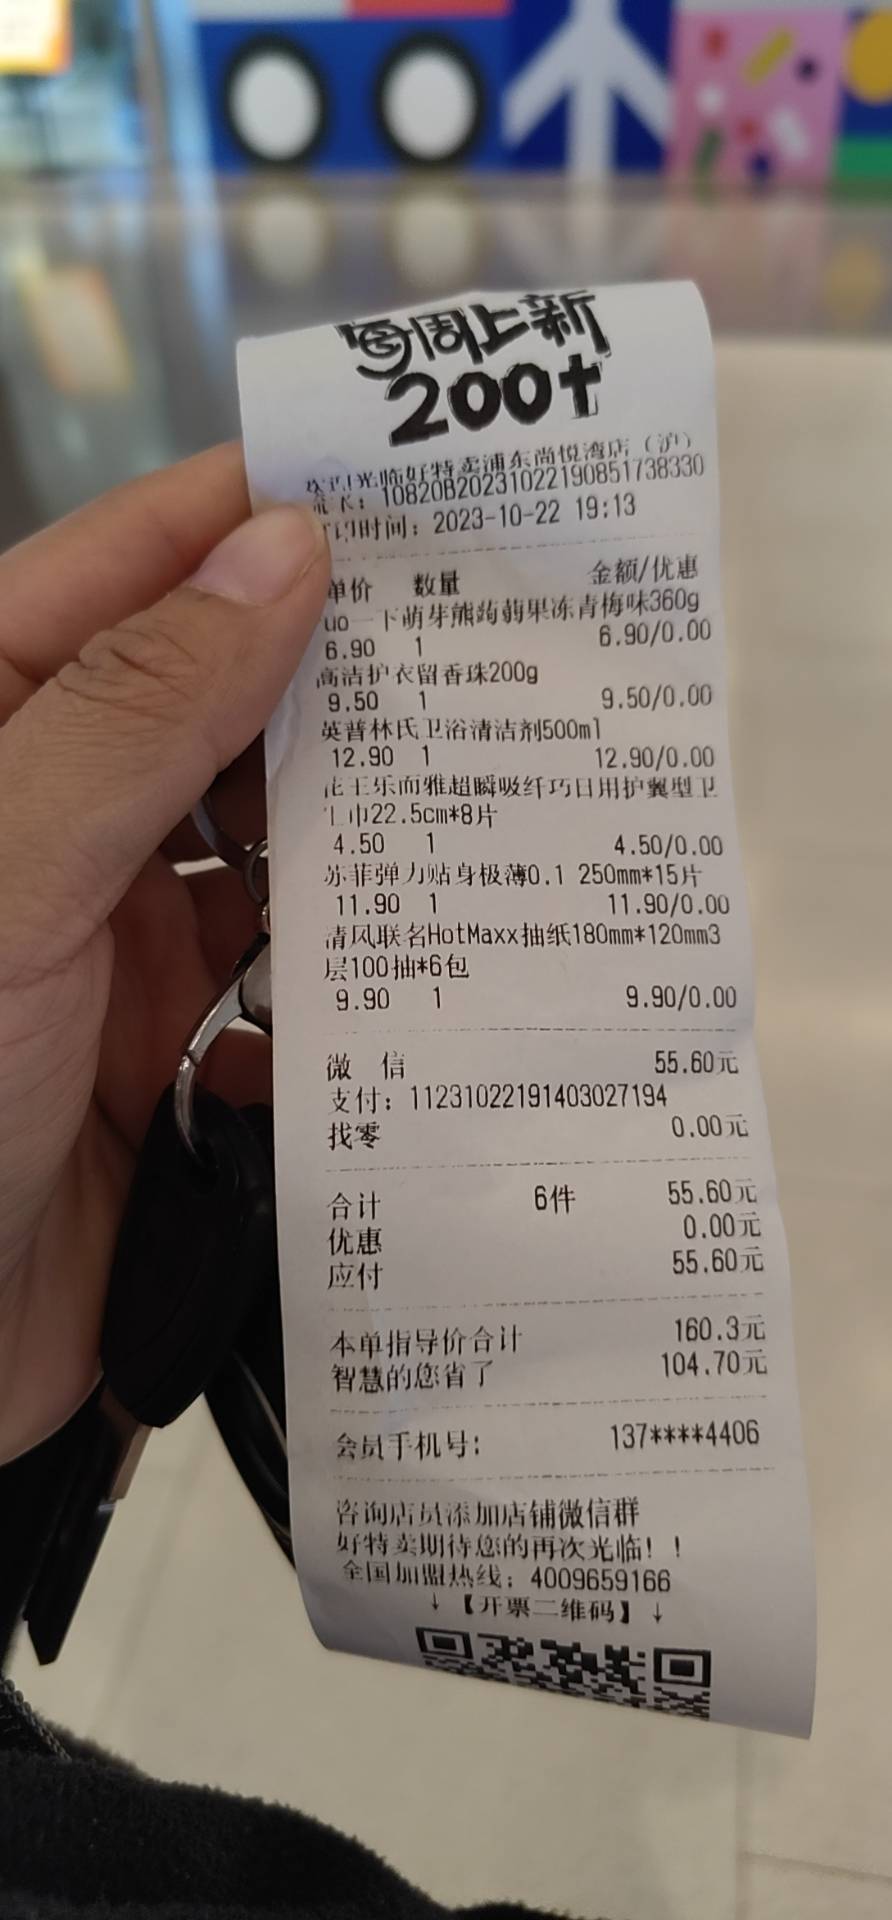 每周上新
200+
欢迎光临好特卖浦东尚悦湾店（沪）
流水：10820B20231022190851738330
打印时间：2023-10-22 19:13
单价 数量 金额/优惠
uo一下萌芽熊蒟蒻果冻青梅味360g
6.90 1 6.90/0.00
高洁护衣留香珠200g
9.50 1 9.50/0.00
英普林氏卫浴清洁剂500ml
12.90 1 12.90/0.00
花王乐而雅超瞬吸纤巧日用护翼型卫
生巾22.5cm*8片
4.50 1 4.50/0.00
苏菲弹力贴身极薄0.1 250mm*15片
11.90 1 11.90/0.00
清风联名HotMaxx抽纸180mm*120mm3
层100抽*6包
9.90 1 9.90/0.00
微 信 55.60元
支付：11231022191403027194
找零 0.00元
合计 6件 55.60元
优惠 0.00元
应付 55.60元
本单指导价合计 160.3元
智慧的您省了 104.70元
会员手机号： 137****4406
咨询店员添加店铺微信群
好特卖期待您的再次光临！！
全国加盟热线：4009659166
↓【开票二维码】↓